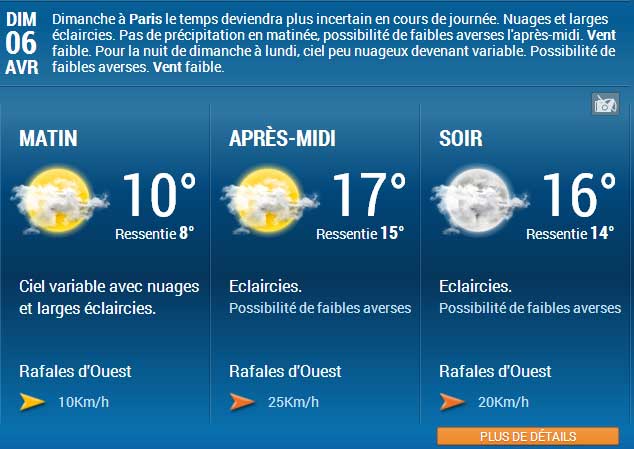 DIM
06
AVR
Dimanche à Paris le temps deviendra plus incertain en cours de journée. Nuages et larges
éclaircies. Pas de précipitation en matinée, possibilité de faibles averses l'après-midi. Vent
faible. Pour la nuit de dimanche à lundi, ciel peu nuageux devenant variable. Possibilité de
faibles averses. Vent faible.
MATIN
10°
Ressentie 8°
Ciel variable avec nuages
et larges éclaircies.
Rafales d'Ouest
10Km/h
APRÈS-MIDI
17°
Ressentie 15°
Eclaircies.
Possibilité de faibles averses
Rafales d'Ouest
25Km/h
SOIR
16°
Ressentie 14°
Eclaircies.
Possibilité de faibles averses
Rafales d'Ouest
20Km/h
PLUS DE DÉTAILS